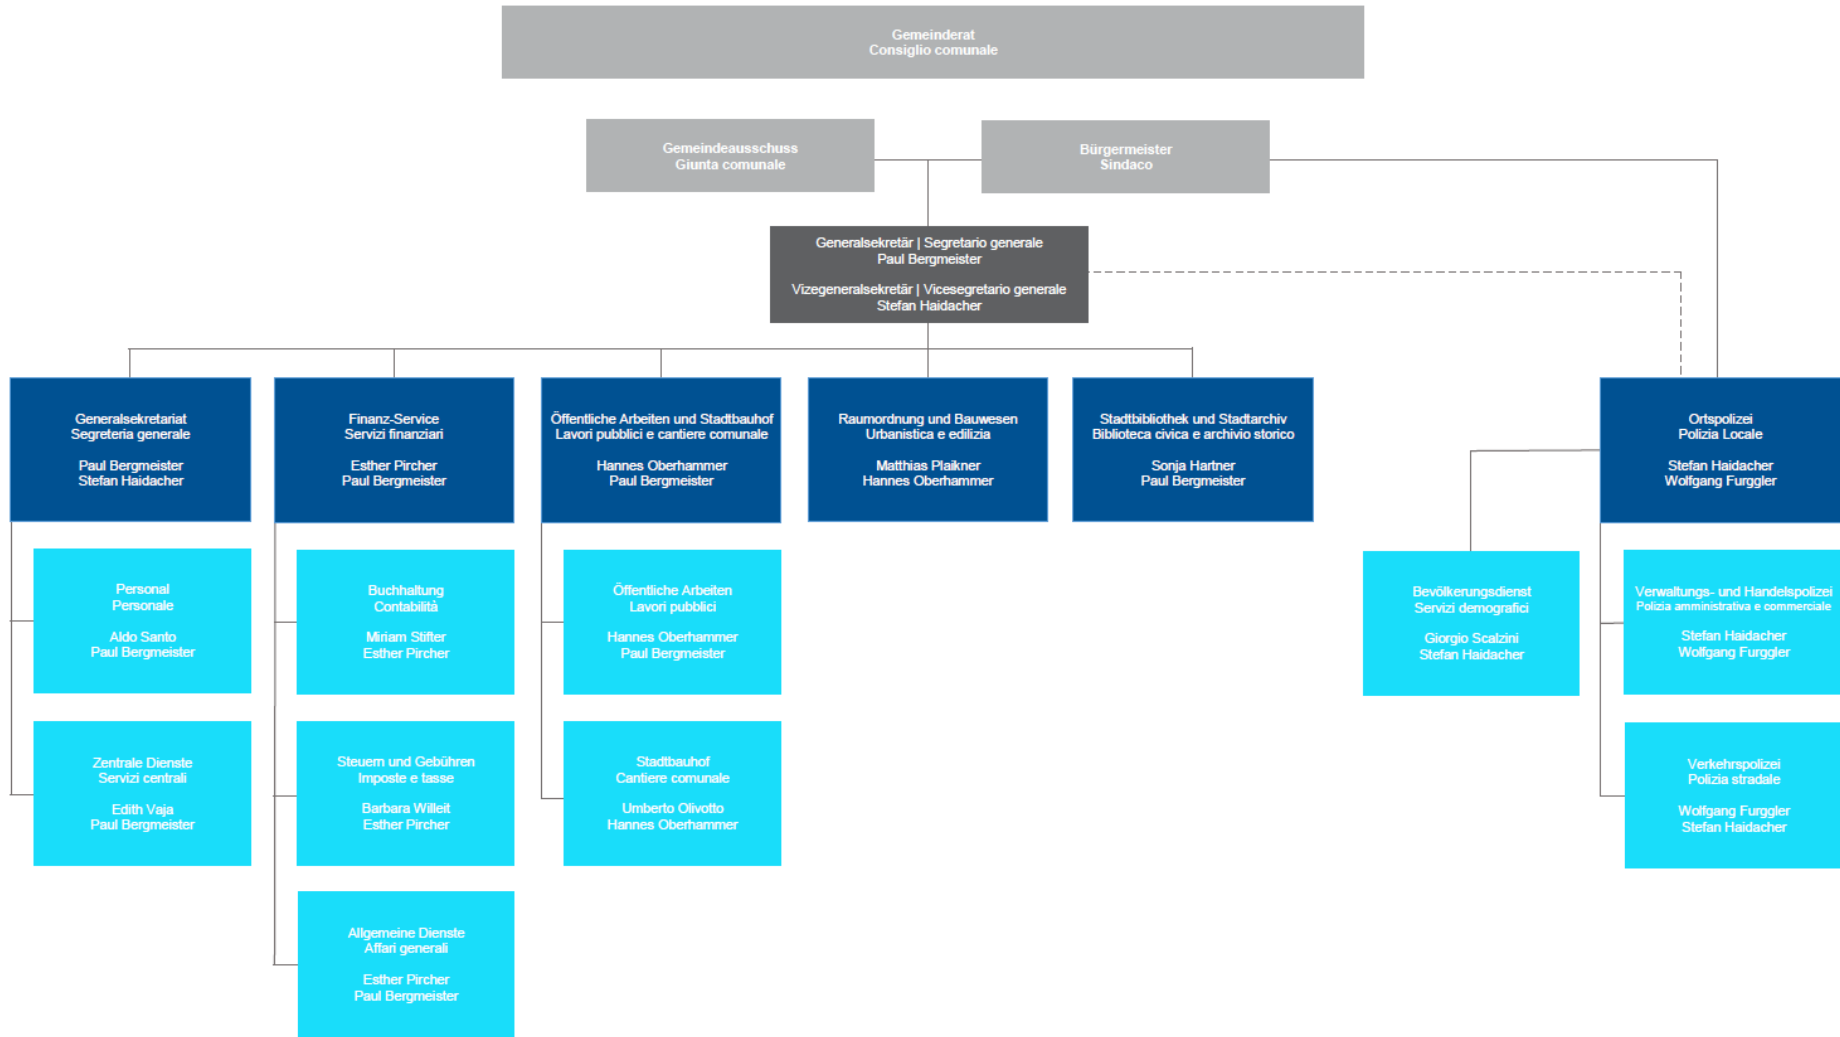 Gemeinderat
Consiglio comunale
Gemeindeausschuss
Giunta comunale
Bürgermeister
Sindaco
Generalsekretär | Segretario generale
Paul Bergmeister
Vizegeneralsekretär | Vicesegretario generale
Stefan Haidacher
Generalsekretariat
Segreteria generale
Paul Bergmeister
Stefan Haidacher
Finanz-Service
Servizi finanziari
Esther Pircher
Paul Bergmeister
Öffentliche Arbeiten und Stadtbauhof
Lavori pubblici e cantiere comunale
Hannes Oberhammer
Paul Bergmeister
Raumordnung und Bauwesen
Urbanistica e edilizia
Matthias Plaikner
Hannes Oberhammer
Stadtbibliothek und Stadtarchiv
Biblioteca civica e archivio storico
Sonja Hartner
Paul Bergmeister
Ortspolizei
Polizia Locale
Stefan Haidacher
Wolfgang Furggler
Personal
Personale
Aldo Santo
Paul Bergmeister
Buchhaltung
Contabilità
Miriam Stifter
Esther Pircher
Öffentliche Arbeiten
Lavori pubblici
Hannes Oberhammer
Paul Bergmeister
Bevölkerungsdienst
Servizi demografici
Giorgio Scalzini
Stefan Haidacher
Verwaltungs- und Handelspolizei
Polizia amministrativa e commerciale
Stefan Haidacher
Wolfgang Furggler
Zentrale Dienste
Servizi centrali
Edith Vaja
Paul Bergmeister
Steuern und Gebühren
Imposte e tasse
Barbara Willeit
Esther Pircher
Stadtbauhof
Cantiere comunale
Umberto Olivotto
Hannes Oberhammer
Verkehrspolizei
Polizia stradale
Wolfgang Furggler
Stefan Haidacher
Allgemeine Dienste
Affari generali
Esther Pircher
Paul Bergmeister